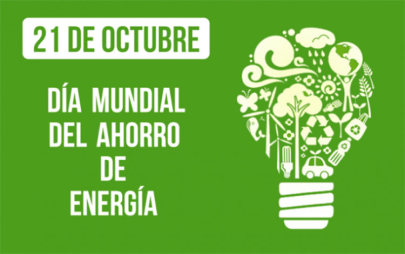 21 DE OCTUBRE
DÍA MUNDIAL
DEL AHORRO
DE
ENERGÍA